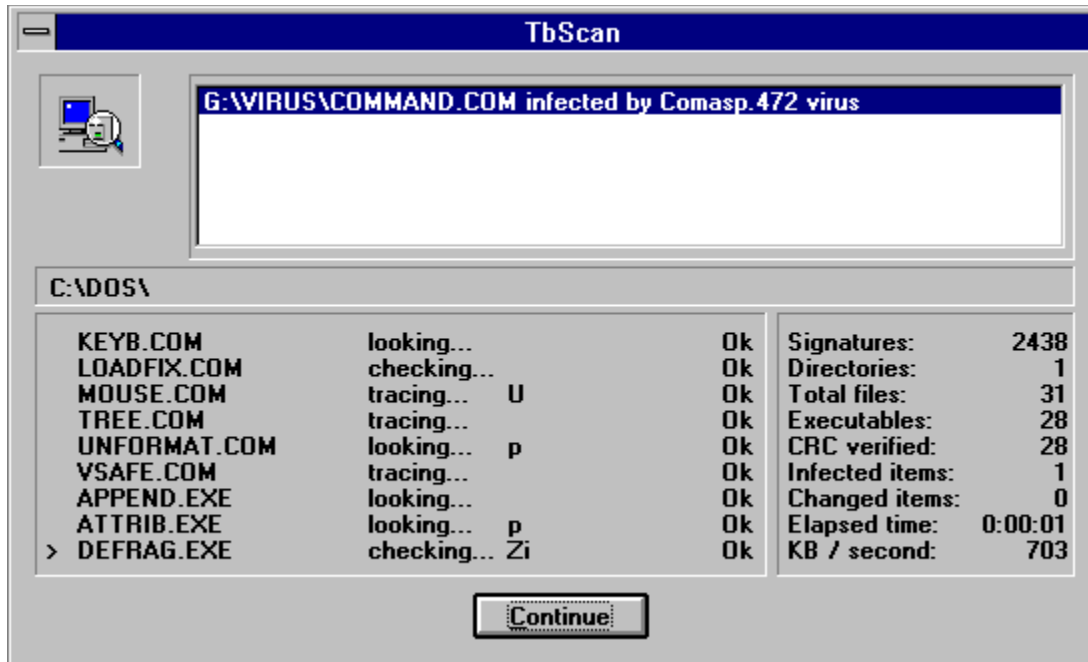 TbScan
G:\VIRUS\COMMAND.COM infected by Comasp.472 virus
C:\DOS\
KEYB.COM looking... Ok
LOADFIX.COM checking... Ok
MOUSE.COM tracing... U Ok
TREE.COM tracing... Ok
UNFORMAT.COM looking... p Ok
VSAFE.COM tracing... Ok
APPEND.EXE looking... Ok
ATTRIB.EXE looking... p Ok
> DEFRAG.EXE checking... Zi Ok
Signatures: 2438
Directories: 1
Total files: 31
Executables: 28
CRC verified: 28
Infected items: 1
Changed items: 0
Elapsed time: 0:00:01
KB / second: 703
Continue